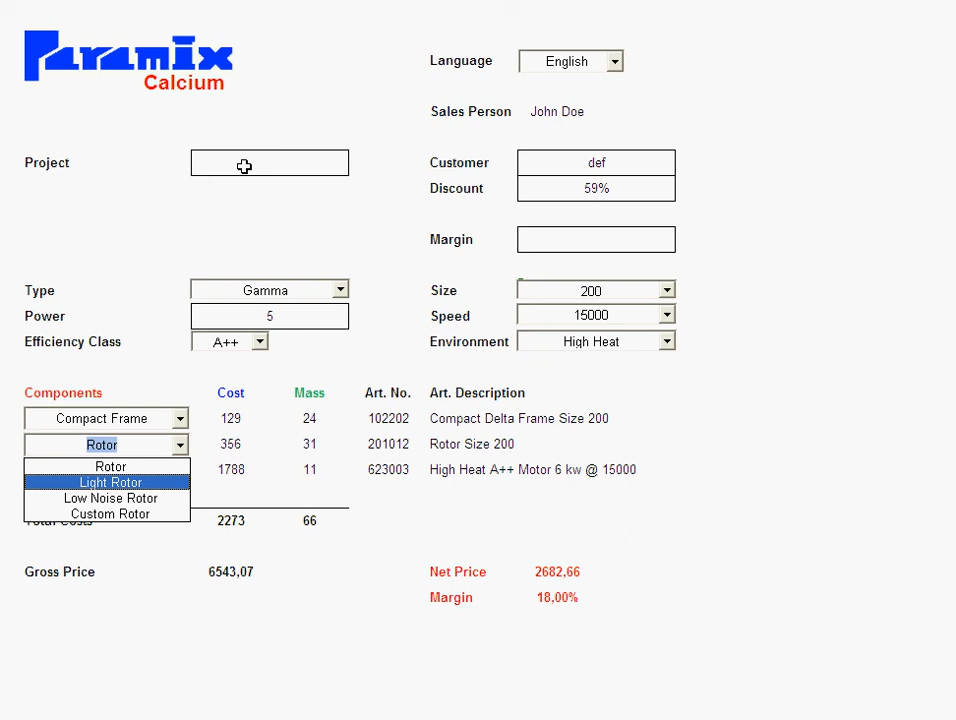 Paramix
Calcium
Language English
Sales Person John Doe
Project Customer def
Discount 59%
Margin
Type Gamma Size 200
Power 5 Speed 15000
Efficiency Class A++ Environment High Heat
Components Cost Mass Art. No. Art. Description
Compact Frame 129 24 102202 Compact Delta Frame Size 200
Rotor 356 31 201012 Rotor Size 200
Rotor 1788 11 623003 High Heat A++ Motor 6 kw @ 15000
Light Rotor
Low Noise Rotor
Custom Rotor
Total Costs 2273 66
Gross Price 6543,07 Net Price 2682,66
Margin 18,00%